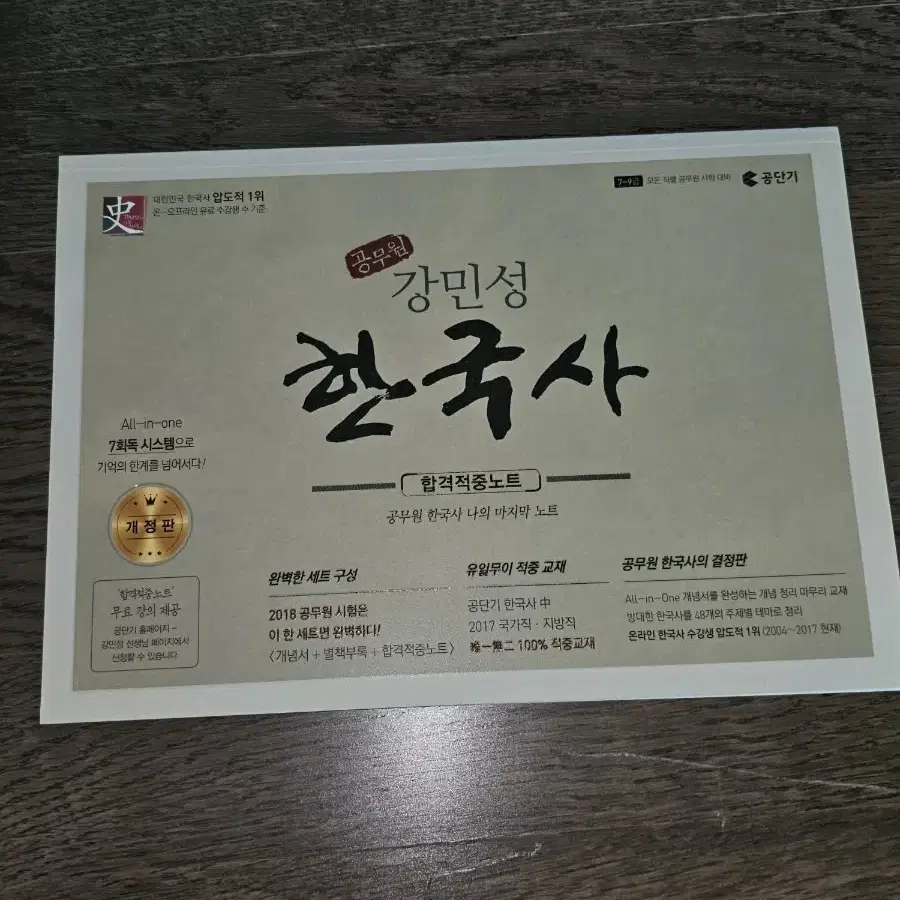 史
대한민국 한국사 압도적 1위
온-오프라인 유료 수강생 수 기준
7~9급 모든 직렬 공무원 시험 대비 공단기
공무원
강민성
한국사
합격적중노트
공무원 한국사 나의 마지막 노트
All-in-one
7회독 시스템으로
기억의 한계를 넘어서다!
개정판
'합격적중노트'
무료 강의 제공
공단기 홈페이지 -
강민성 선생님 페이지에서
신청할 수 있습니다
완벽한 세트 구성
2018 공무원 시험은
이 한 세트면 완벽하다!
<개념서 + 별책부록 + 합격적중노트>
유일무이 적중 교재
공단기 한국사 中
2017 국가직 · 지방직
唯一無二 100% 적중교재
공무원 한국사의 결정판
All-in-One 개념서를 완성하는 개념 정리 마무리 교재
방대한 한국사를 48개의 주제별 테마로 정리
온라인 한국사 수강생 압도적 1위 (2004~2017 현재)